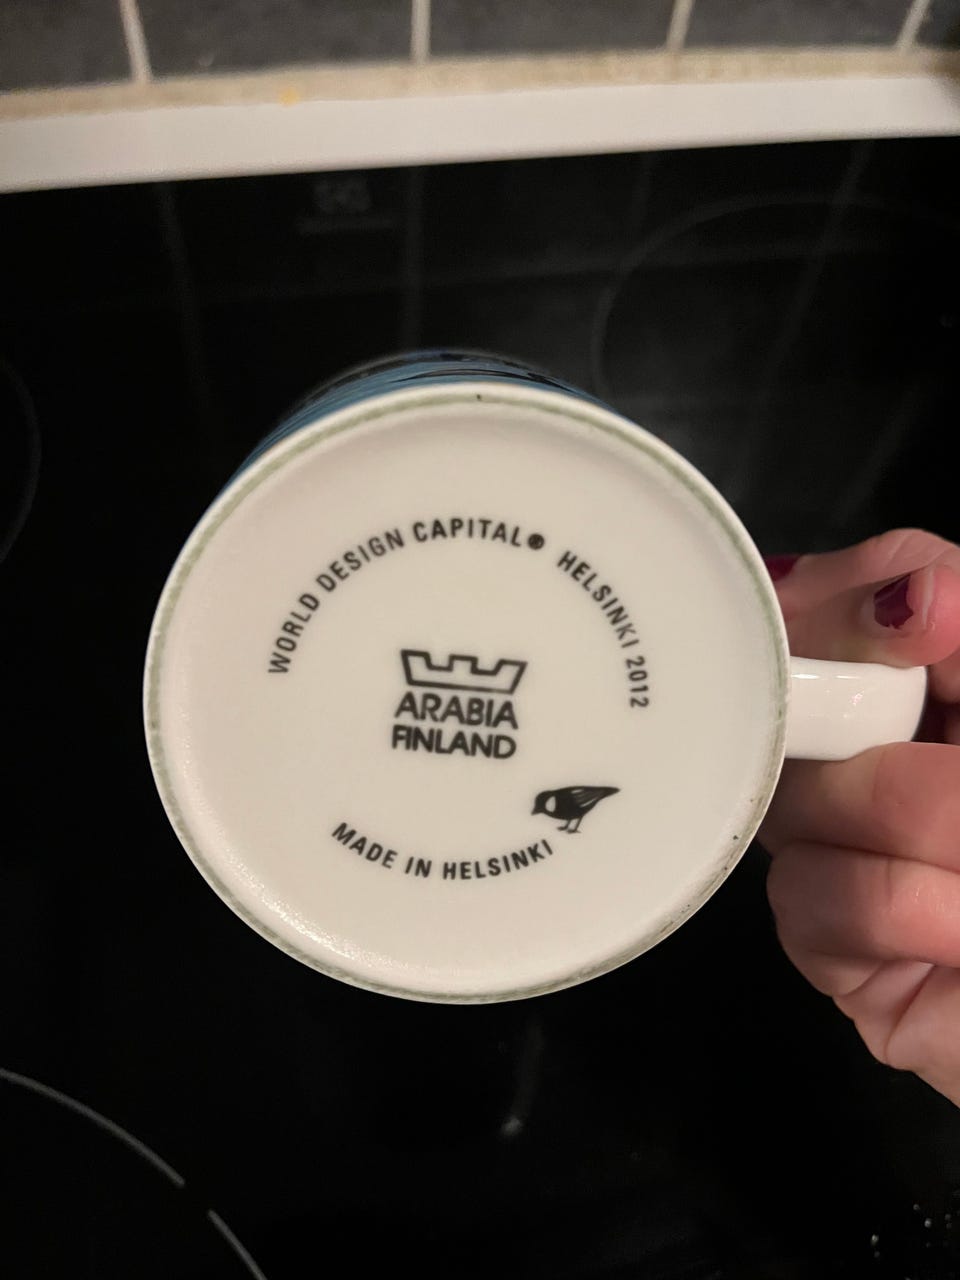 WORLD DESIGN CAPITAL® HELSINKI 2012
ARABIA
FINLAND
MADE IN HELSINKI